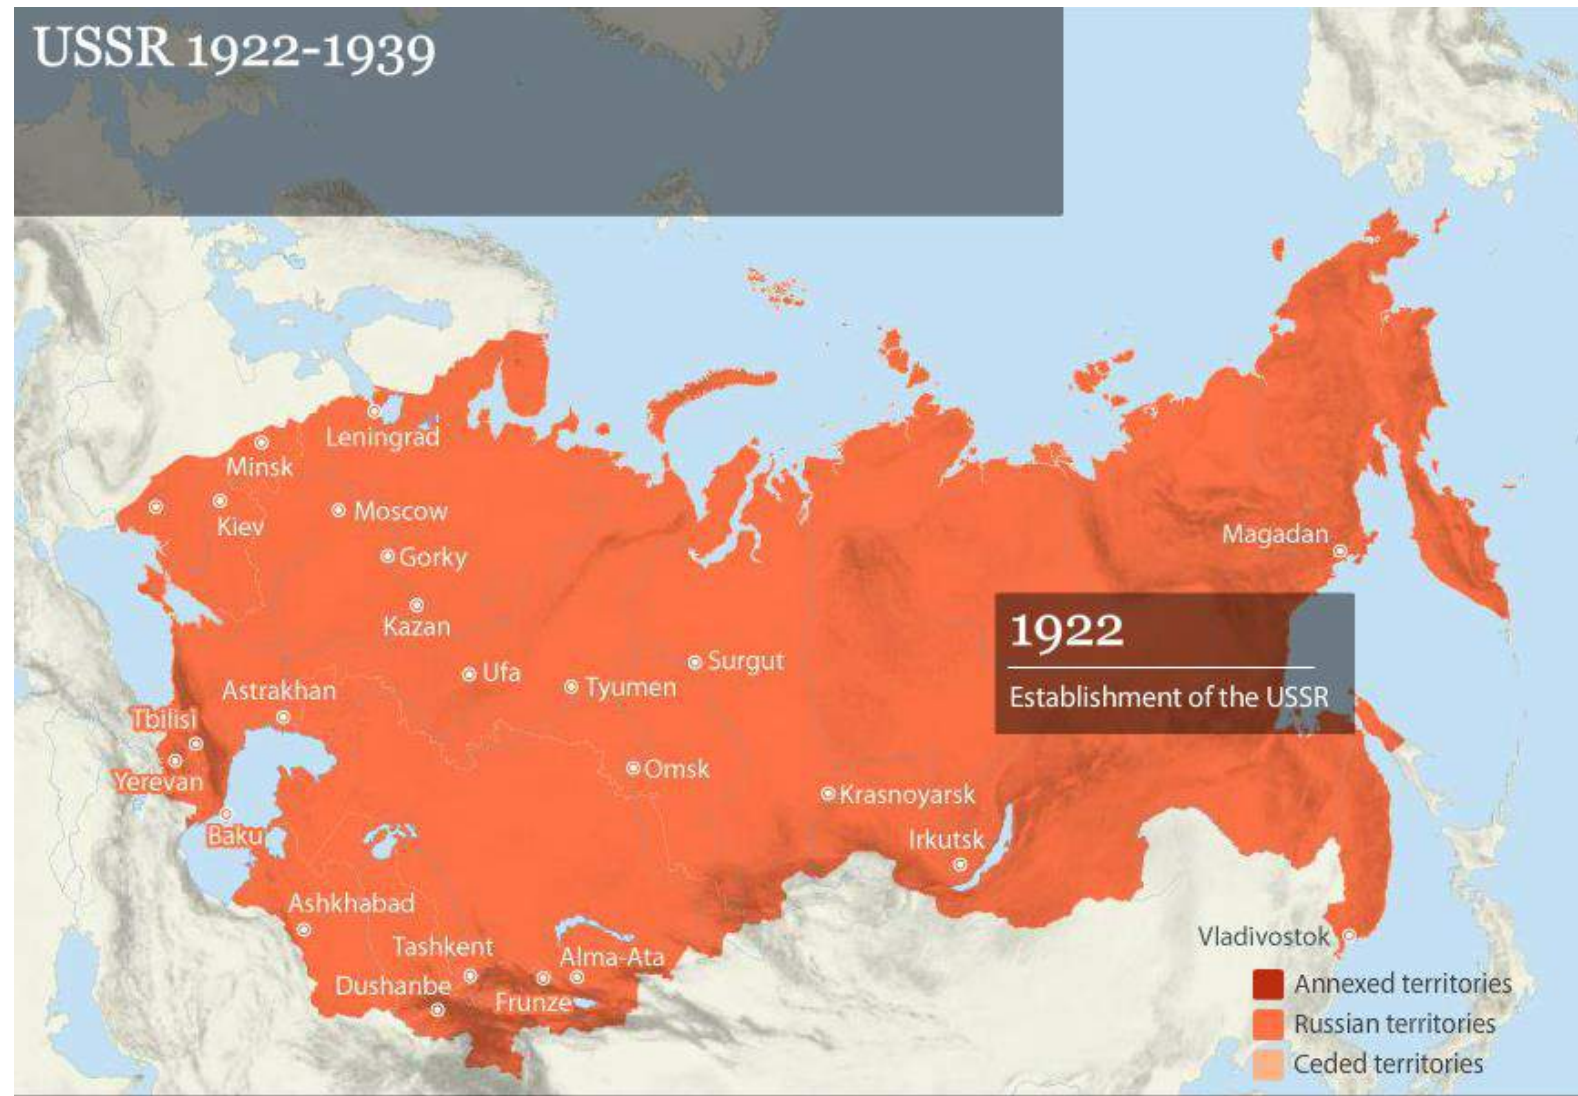 USSR 1922-1939
Leningrad
Minsk
Kiev
Moscow
Gorky
Magadan
Kazan
1922
Establishment of the USSR
Surgut
Ufa
Tyumen
Astrakhan
Tbilisi
Yerevan
Omsk
Krasnoyarsk
Baku
Irkutsk
Ashkhabad
Tashkent
Alma-Ata
Vladivostok
Dushanbe
Frunze
Annexed territories
Russian territories
Ceded territories